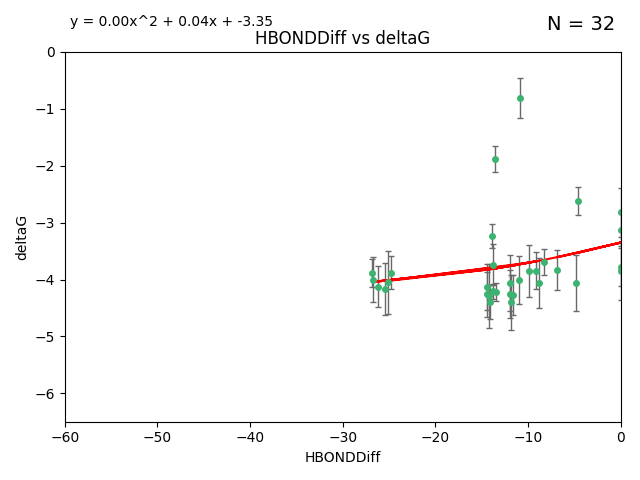 y = 0.00x^2 + 0.04x + -3.35
N = 32
HBONDDiff vs deltaG
0
−1
−2
−3
−4
−5
−6
deltaG
−60 −50 −40 −30 −20 −10 0
HBONDDiff